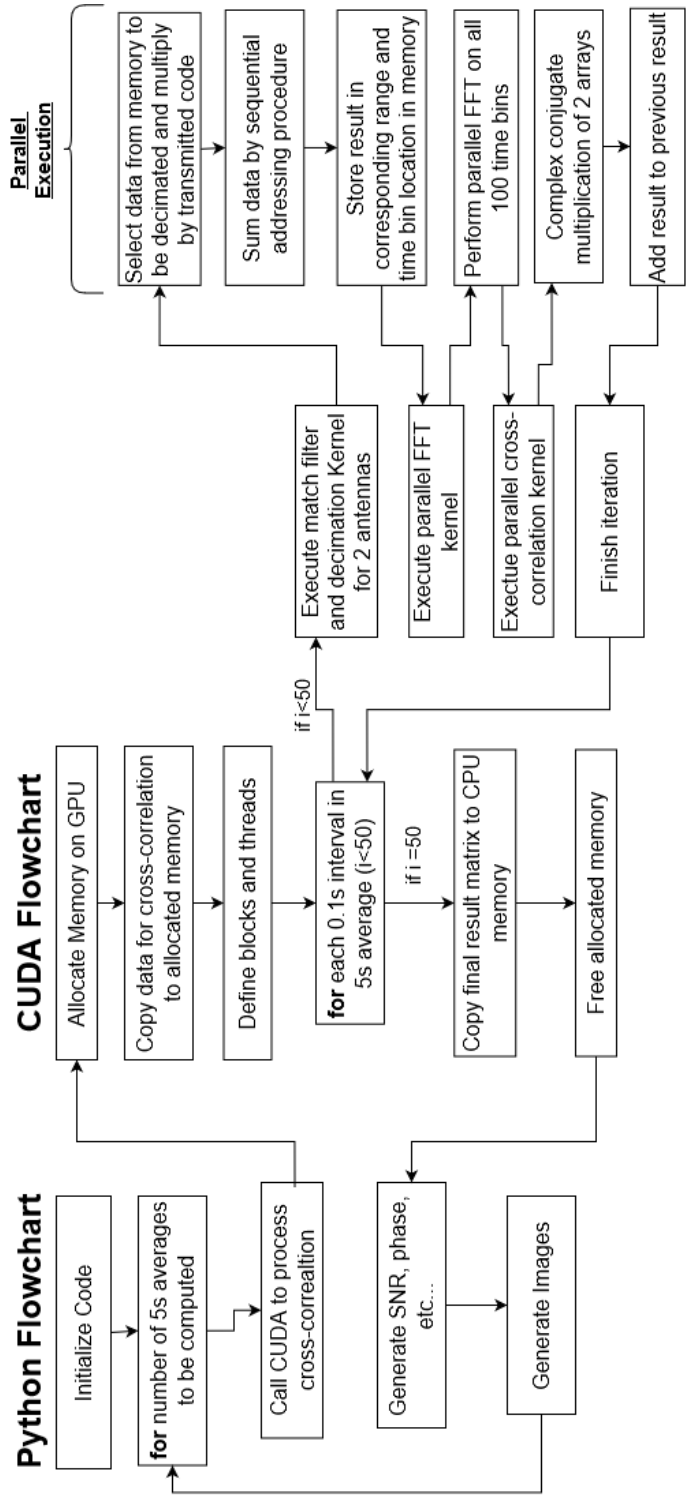 Python Flowchart
Initialize Code
for number of 5s averages
to be computed
Call CUDA to process
cross-correaltion
Generate SNR, phase,
etc...
Generate Images
CUDA Flowchart
Allocate Memory on GPU
Copy data for cross-correlation
to allocated memory
Define blocks and threads
for each 0.1s interval in
5s average (i<50)
if i<50
if i =50
Copy final result matrix to CPU
memory
Free allocated memory
Execute match filter
and decimation Kernel
for 2 antennas
Execute parallel FFT
kernel
Exectue parallel cross-
correlation kernel
Finish iteration
Parallel
Execution
Select data from memory to
be decimated and multiply
by transmitted code
Sum data by sequential
addressing procedure
Store result in
corresponding range and
time bin location in memory
Perform parallel FFT on all
100 time bins
Complex conjugate
multiplication of 2 arrays
Add result to previous result